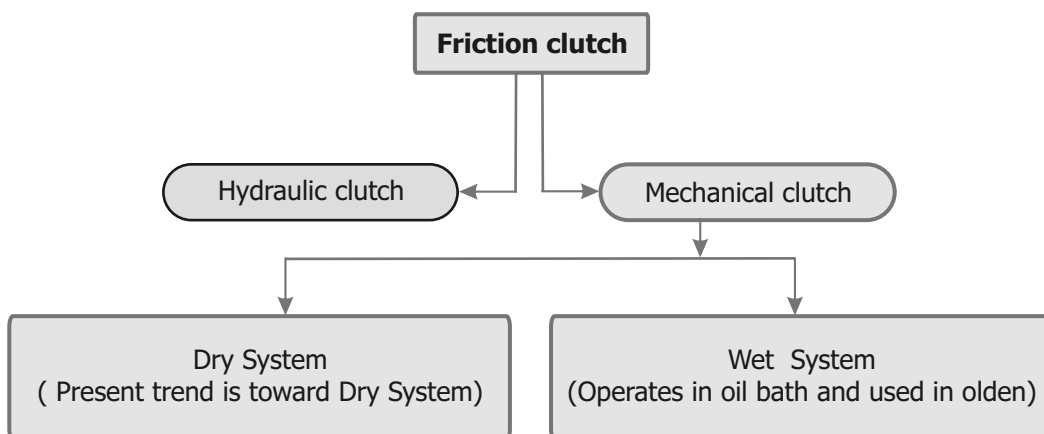 Friction clutch
Hydraulic clutch
Mechanical clutch
Dry System
( Present trend is toward Dry System)
Wet System
(Operates in oil bath and used in olden)